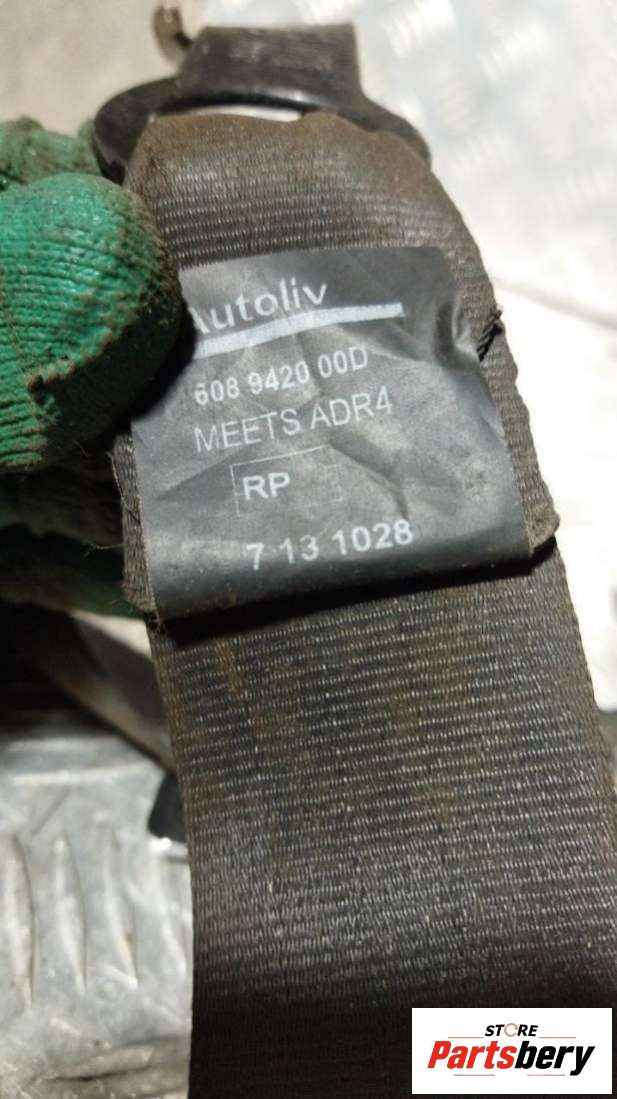 Autoliv
608 9420 00D
MEETS ADR4
RP
7 13 1028
STORE
Partsbery